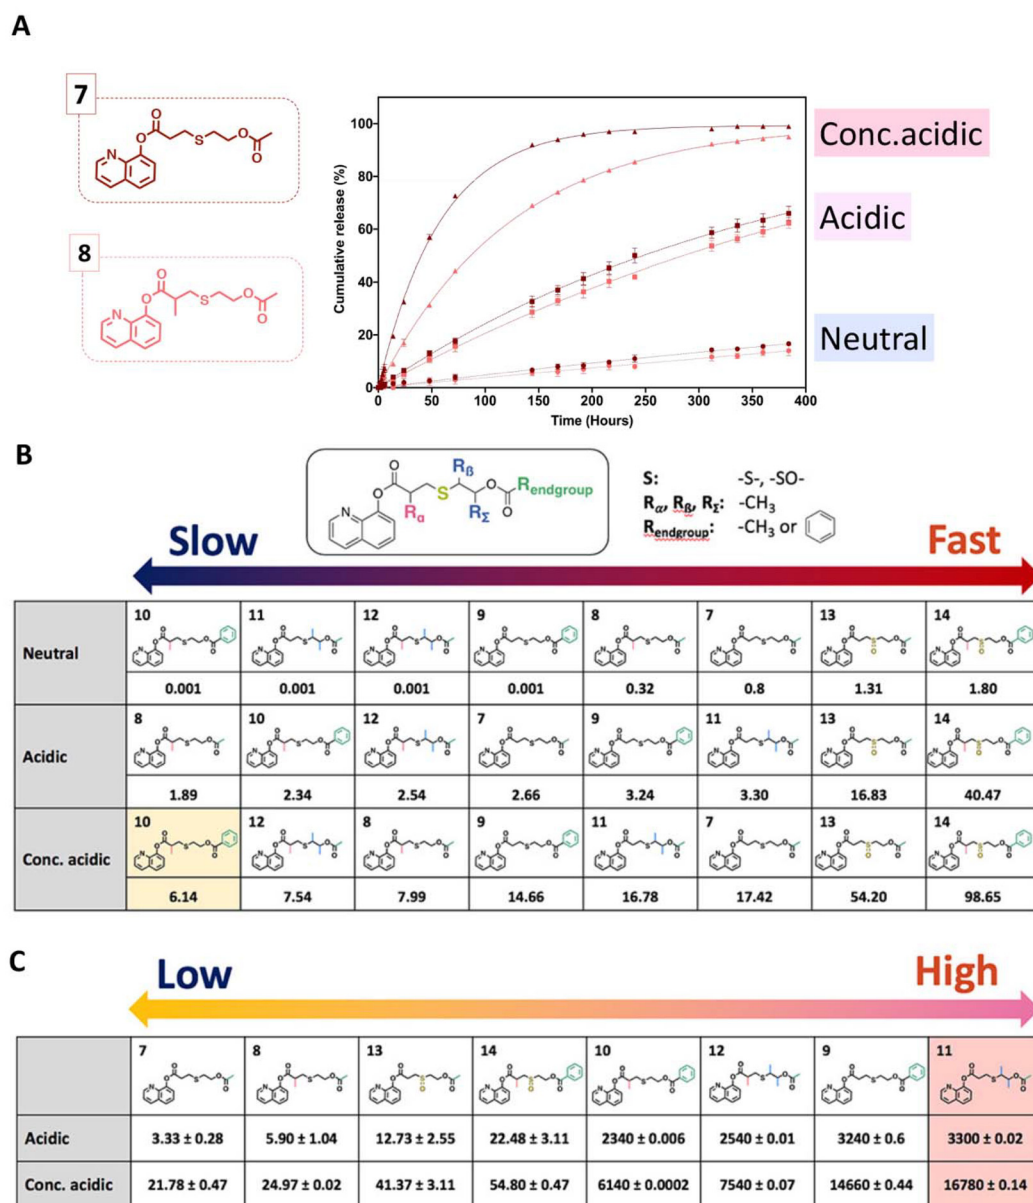 A
7
8
Cumulative release (%)
100
80
60
40
20
0
0 50 100 150 200 250 300 350 400
Time (Hours)
Conc.acidic
Acidic
Neutral
B
S: -S-, -SO-
Rα, Rß, RΣ: -CH₃
Rendgroup: -CH₃ or
Slow Fast
Neutral
10 11 12 9 8 7 13 14
0.001 0.001 0.001 0.001 0.32 0.8 1.31 1.80
Acidic
8 10 12 7 9 11 13 14
1.89 2.34 2.54 2.66 3.24 3.30 16.83 40.47
Conc. acidic
10 12 8 9 11 7 13 14
6.14 7.54 7.99 14.66 16.78 17.42 54.20 98.65
C
Low High
7 8 13 14 10 12 9 11
Acidic 3.33 ± 0.28 5.90 ± 1.04 12.73 ± 2.55 22.48 ± 3.11 2340 ± 0.006 2540 ± 0.01 3240 ± 0.6 3300 ± 0.02
Conc. acidic 21.78 ± 0.47 24.97 ± 0.02 41.37 ± 3.11 54.80 ± 0.47 6140 ± 0.0002 7540 ± 0.07 14660 ± 0.44 16780 ± 0.14